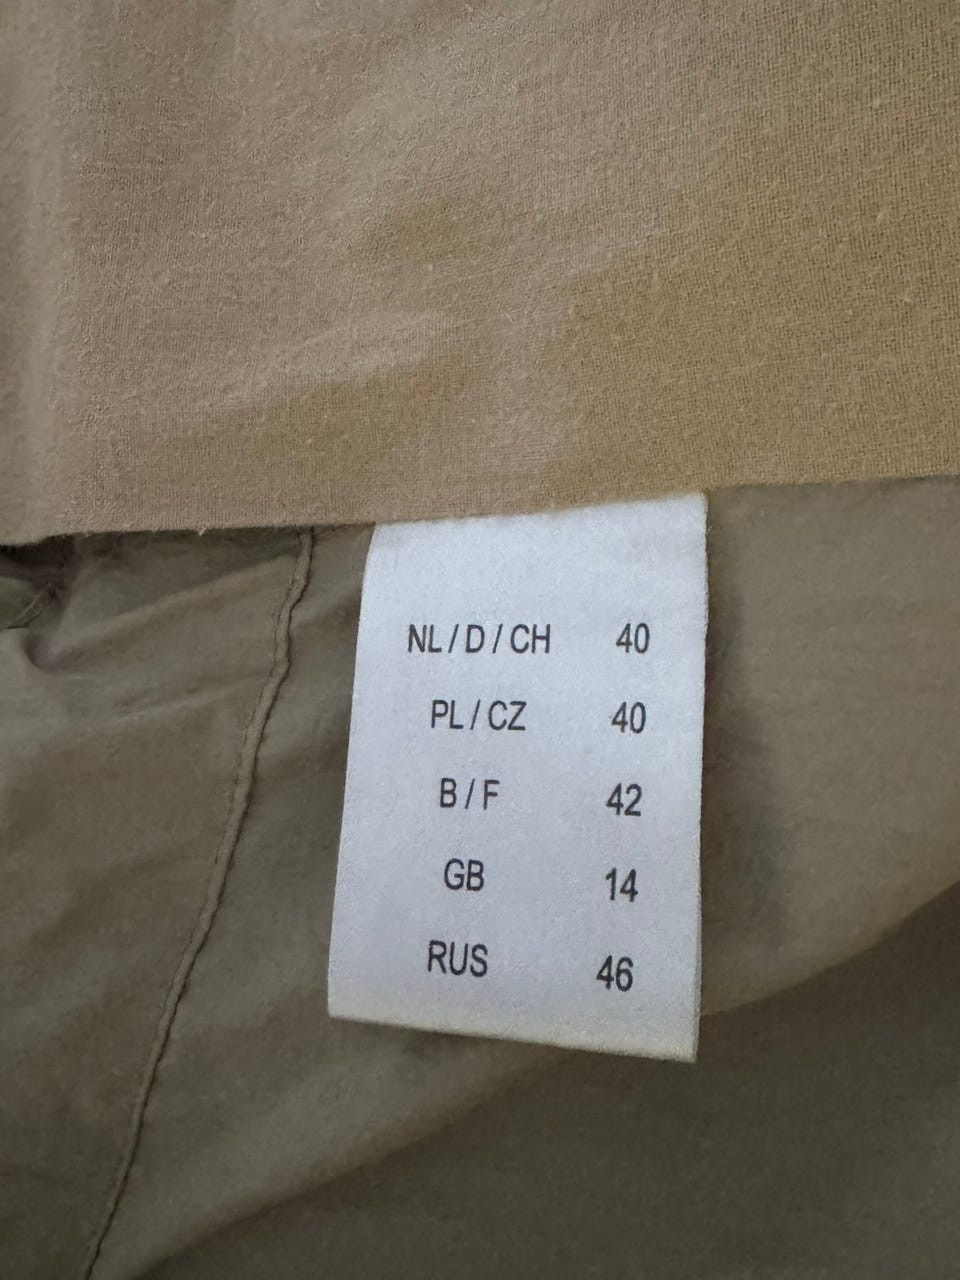 NL/D/CH 40
PL/CZ 40
B/F 42
GB 14
RUS 46